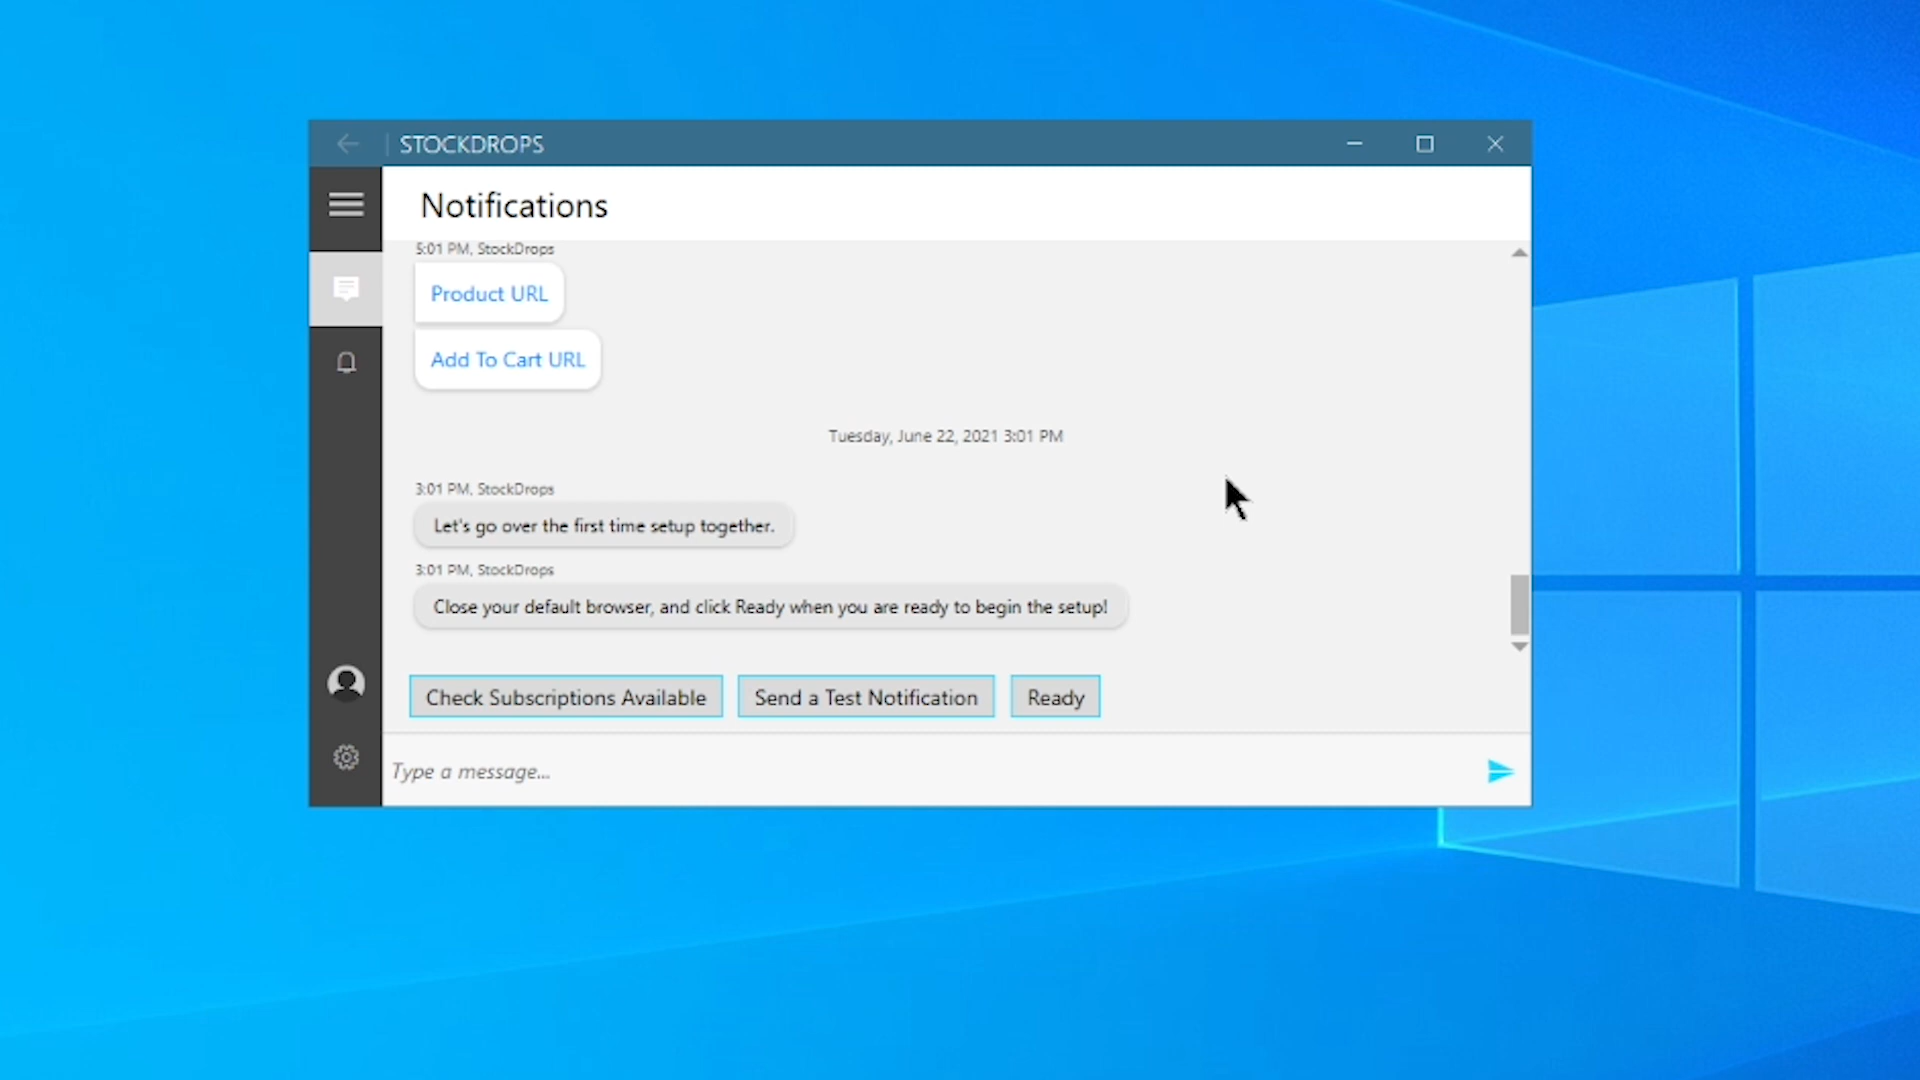 STOCKDROPS
Notifications
5:01 PM, StockDrops
Product URL
Add To Cart URL
Tuesday, June 22, 2021 3:01 PM
3:01 PM, StockDrops
Let's go over the first time setup together.
3:01 PM, StockDrops
Close your default browser, and click Ready when you are ready to begin the setup!
Check Subscriptions Available Send a Test Notification Ready
Type a message...